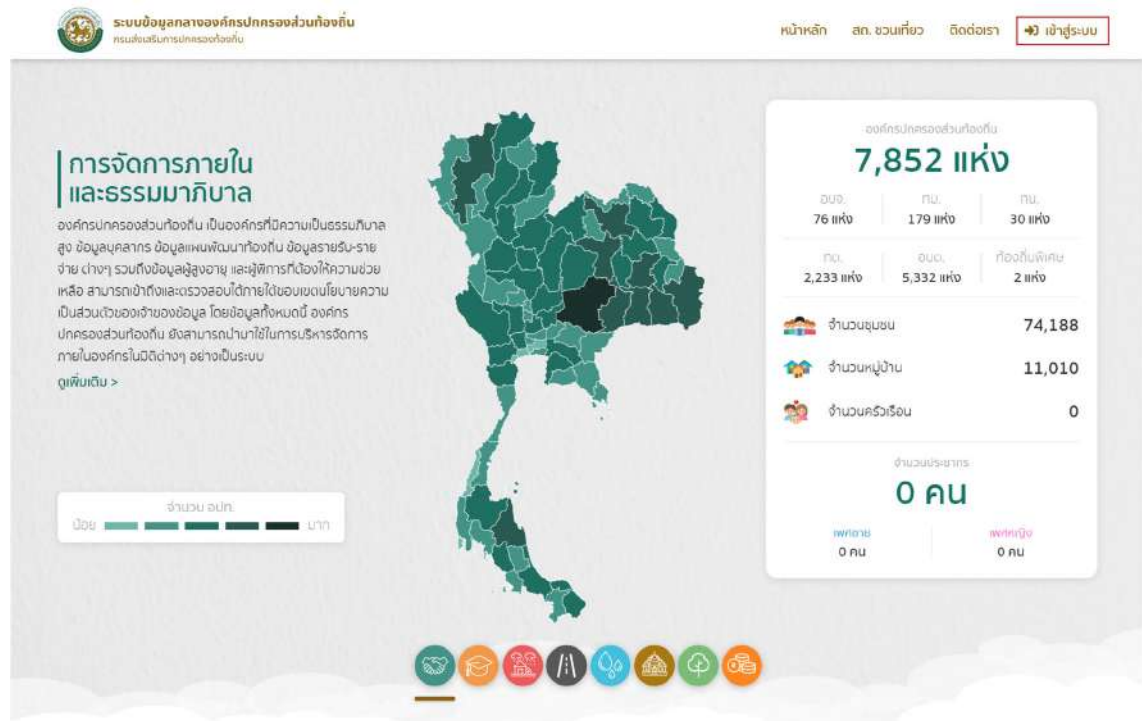 ระบบข้อมูลกลางองค์กรปกครองส่วนท้องถิ่น
กรมส่งเสริมการปกครองท้องถิ่น
หน้าหลัก สถ. ชวนเที่ยว ติดต่อเรา เข้าสู่ระบบ
การจัดการภายใน
และธรรมมาภิบาล
องค์กรปกครองส่วนท้องถิ่น เป็นองค์กรที่มีความเป็นธรรมภิบาล
สูง ข้อมูลบุคลากร ข้อมูลแผนพัฒนาท้องถิ่น ข้อมูลรายรับ-ราย
จ่าย ต่างๆ รวมถึงข้อมูลผู้สูงอายุ และผู้พิการที่ต้องให้ความช่วย
เหลือ สามารถเข้าถึงและตรวจสอบได้ภายใต้ขอบเขตนโยบายความ
เป็นส่วนตัวของเจ้าของข้อมูล โดยข้อมูลทั้งหมดนี้ องค์กร
ปกครองส่วนท้องถิ่น ยังสามารถนำมาใช้ในการบริหารจัดการ
ภายในองค์กรในมิติต่างๆ อย่างเป็นระบบ
ดูเพิ่มเติม >
จำนวน อปท.
น้อย มาก
องค์กรปกครองส่วนท้องถิ่น
7,852 แห่ง
อบจ. ทม. ทน.
76 แห่ง 179 แห่ง 30 แห่ง
ทต. อบต. ท้องถิ่นพิเศษ
2,233 แห่ง 5,332 แห่ง 2 แห่ง
จำนวนชุมชน 74,188
จำนวนหมู่บ้าน 11,010
จำนวนครัวเรือน 0
จำนวนประชากร
0 คน
เพศชาย เพศหญิง
0 คน 0 คน